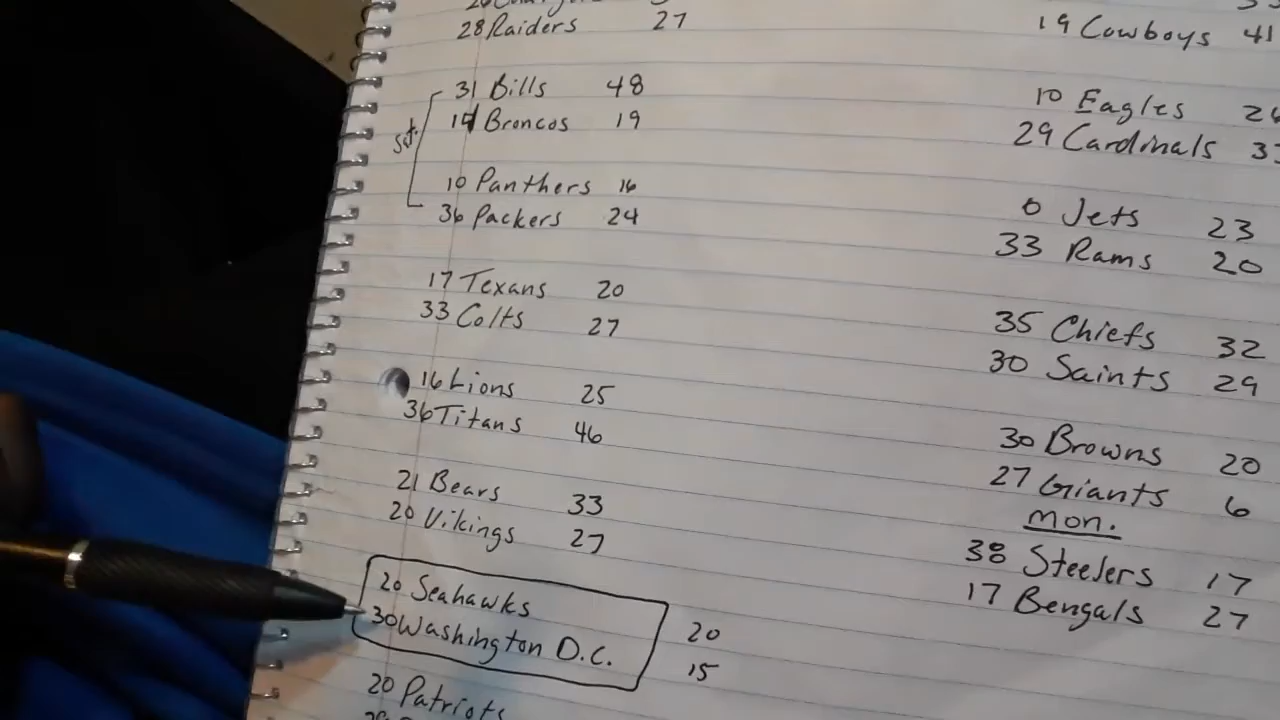 28 Raiders 27
31 Bills 48
Sat. Broncos 19
10 Panthers 16
36 Packers 24
17 Texans 20
33 Colts 27
16 Lions 25
36 Titans 46
21 Bears 33
20 Vikings 27
20 Seahawks 20
30 Washington D.C. 15
20 Patriots
19 Cowboys 41
10 Eagles
29 Cardinals
0 Jets 23
33 Rams 20
35 Chiefs 32
30 Saints 29
30 Browns 20
27 Giants 6
Mon.
38 Steelers 17
17 Bengals 27